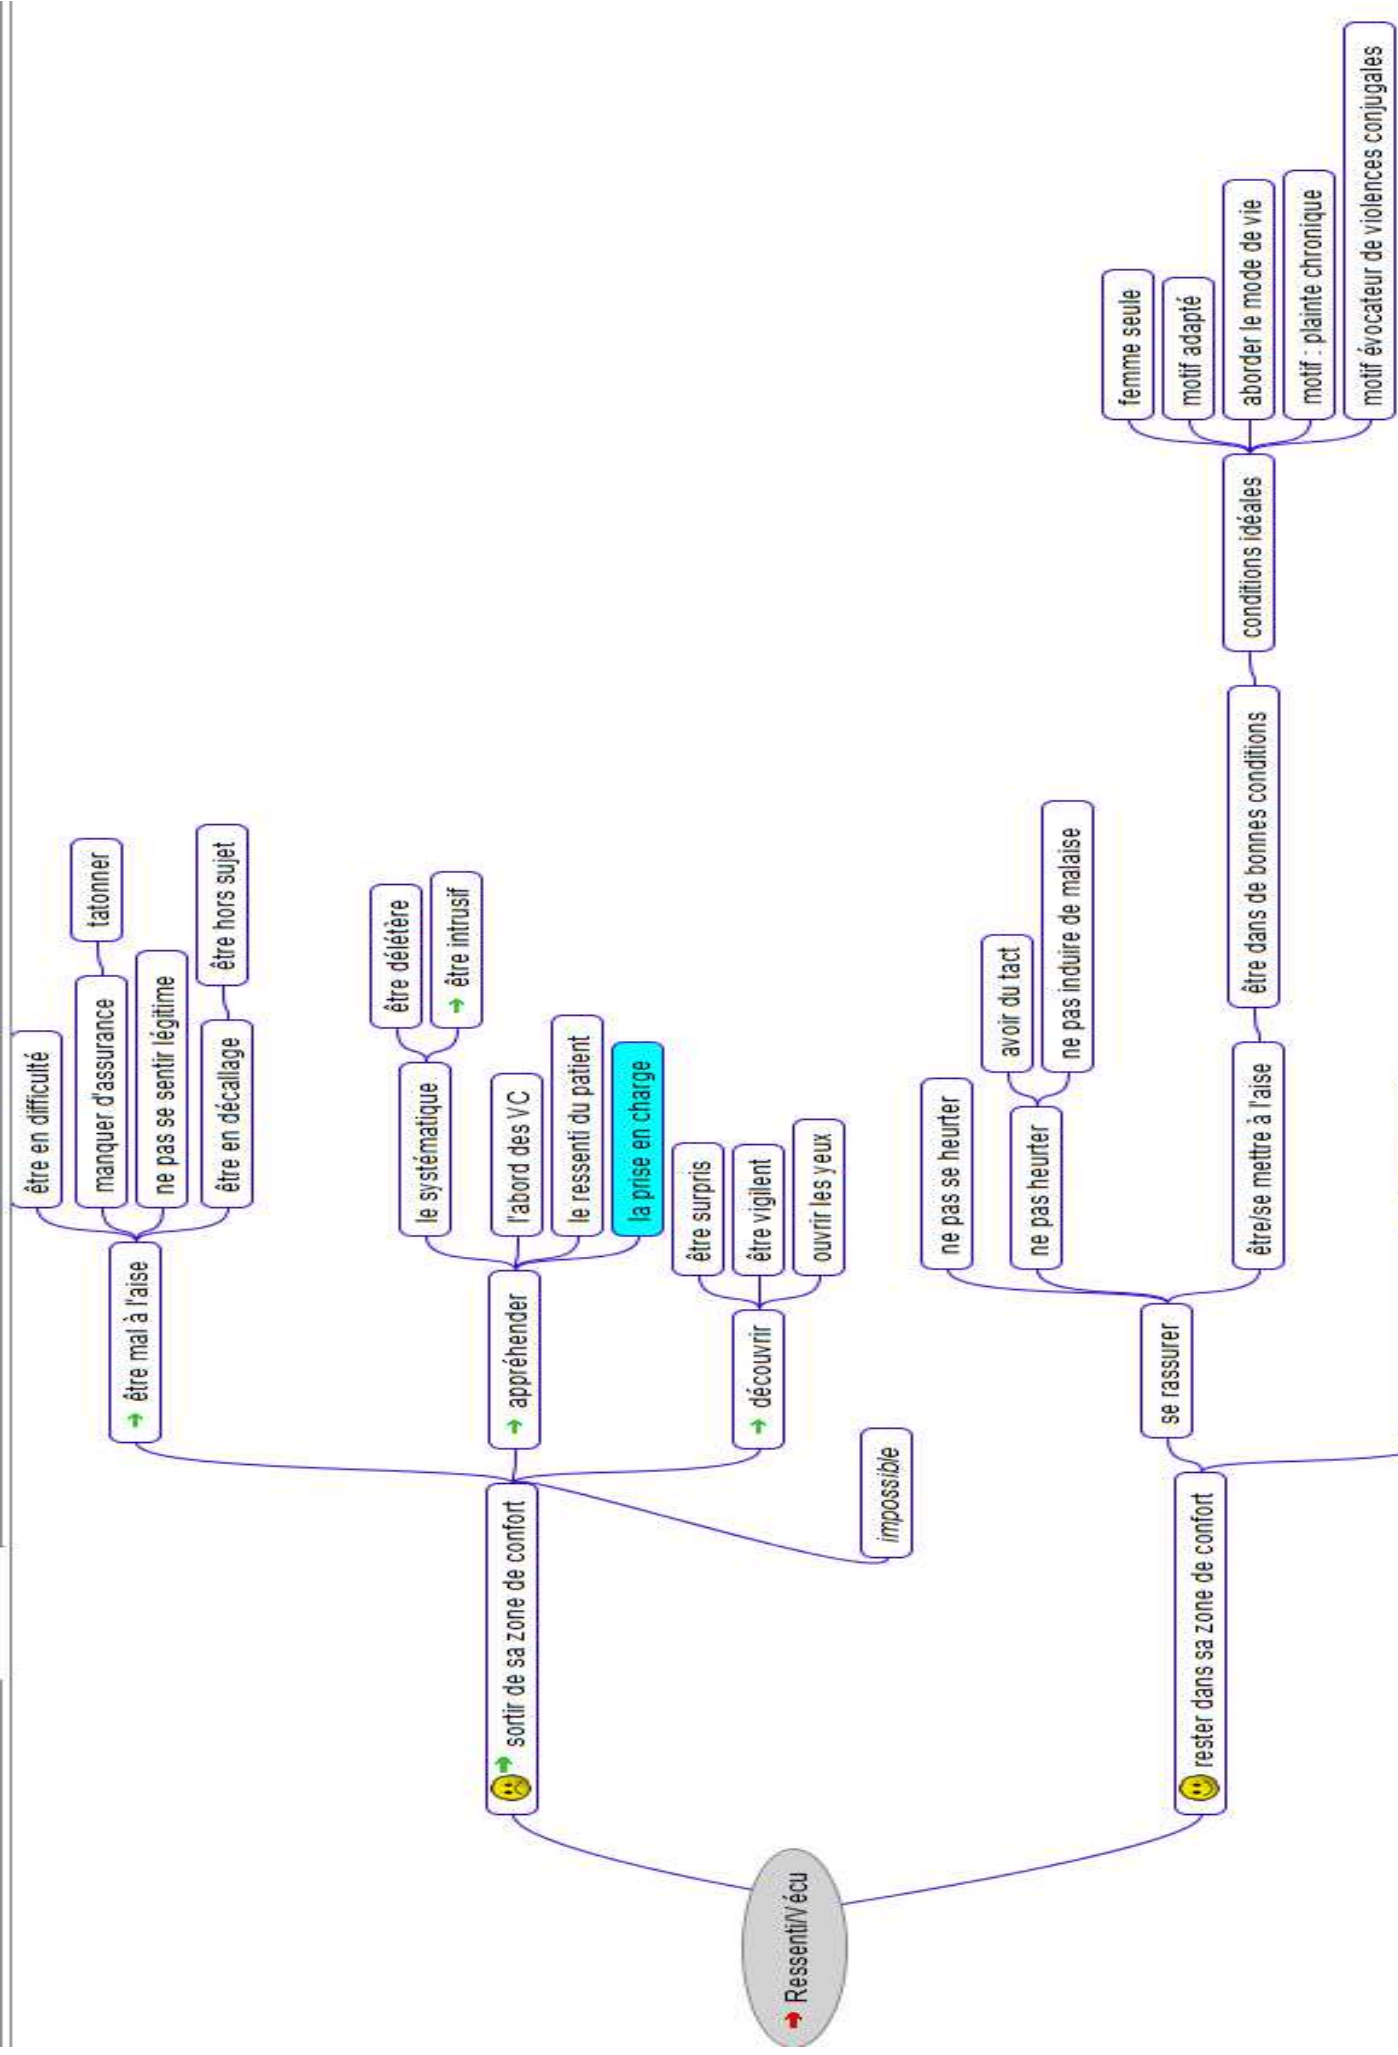 Ressenti/Vécu
sortir de sa zone de confort
être mal à l'aise
être en difficulté
manquer d'assurance
tatonner
ne pas se sentir légitime
être en décallage
être hors sujet
appréhender
le systématique
être délétère
être intrusif
l'abord des VC
le ressenti du patient
la prise en charge
découvrir
être surpris
être vigilent
ouvrir les yeux
impossible
rester dans sa zone de confort
se rassurer
ne pas se heurter
ne pas heurter
avoir du tact
ne pas induire de malaise
être/se mettre à l'aise
être dans de bonnes conditions
conditions idéales
femme seule
motif adapté
aborder le mode de vie
motif : plainte chronique
motif évocateur de violences conjugales